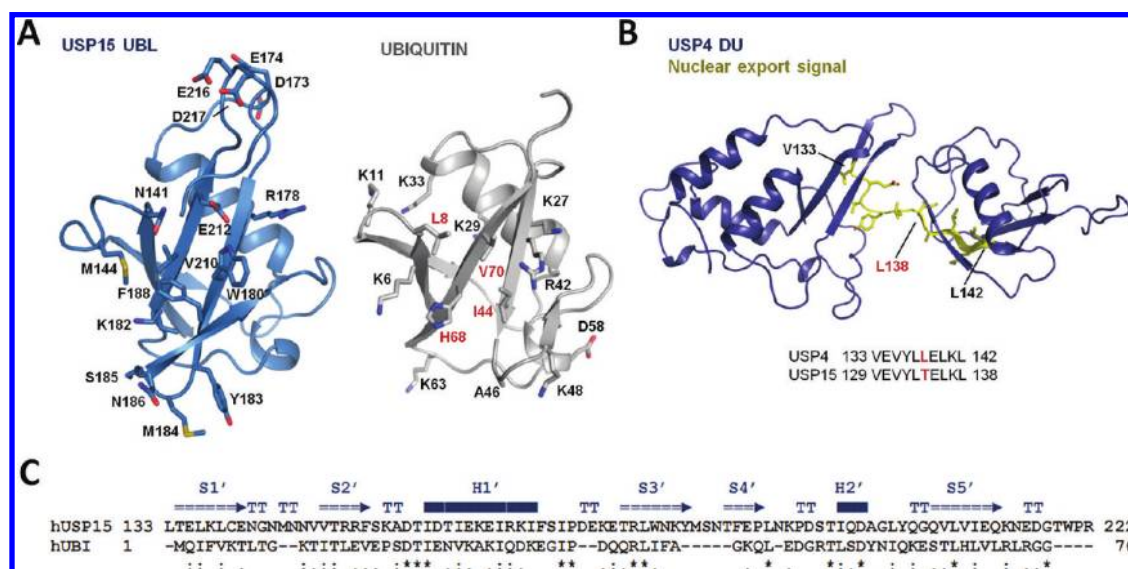 A
USP15 UBL
UBIQUITIN
B
USP4 DU
Nuclear export signal
E174
E216
D173
D217
N141
R178
E212
M144
V210
F188
W180
K182
S185
N186
Y183
M184
K11
K33
L8
K29
K27
V70
K6
R42
I44
H68
D58
K63
A46
K48
V133
L138
L142
USP4 133 VEVYLLELKL 142
USP15 129 VEVYLTELKL 138
C
S1' TT TT S2' TT H1' TT S3' S4' TT H2' TT S5' TT
hUSP15 133 LTELKLCENGNMNNVVTRRFSKADTIDTIEKEIRKIFSIPDEKETRLWNKYMSNTFEPLNKPDSTIQDAGLYQGQVLVIEQKNEDGTWPR 222
hUBI 1 -MQIFVKTLTG--KTITLEVEPSDTIENVKAKIQDKEGIP--DQQRLIFA----GKQL-EDGRTLSDYNIQKESTLHLVLRLRGG---- 76